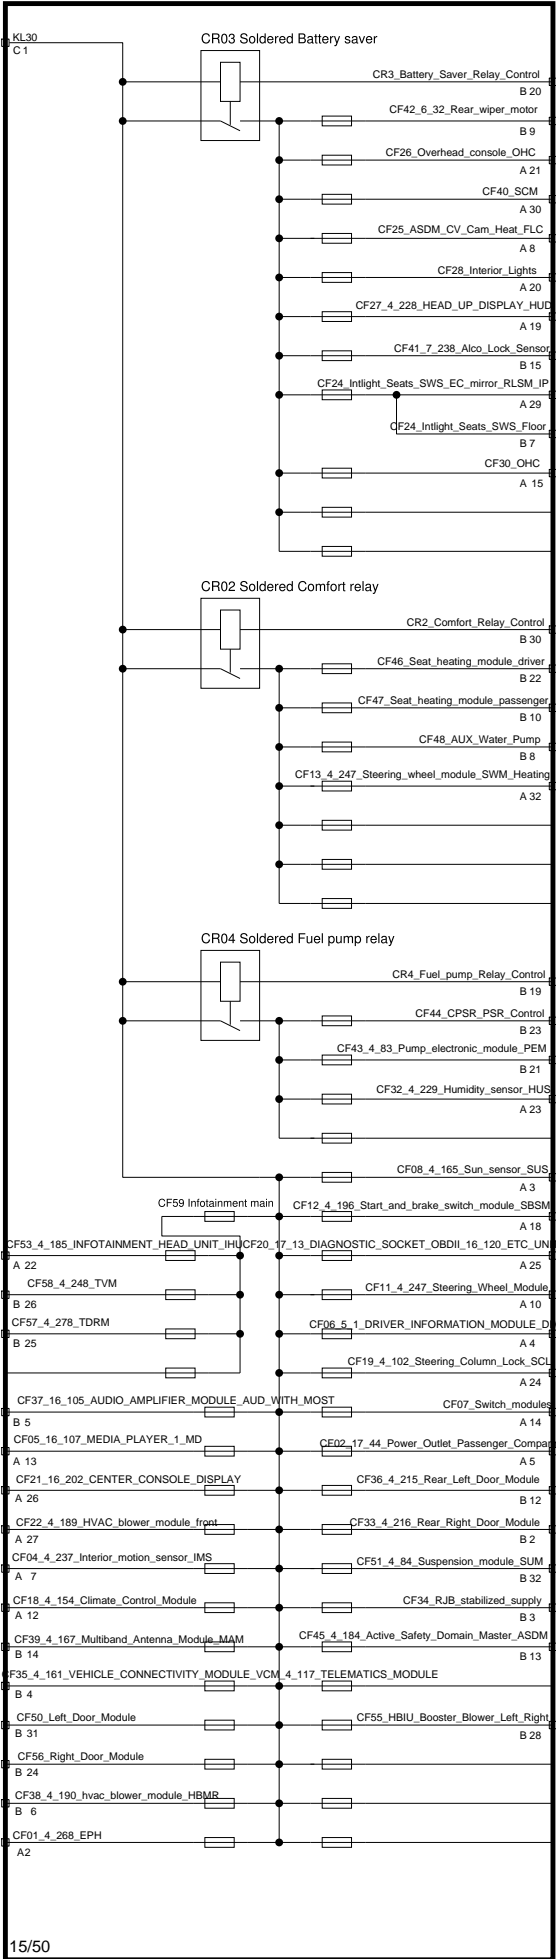 KL30
C 1
CR03 Soldered Battery saver
CR3_Battery_Saver_Relay_Control
B 20
CF42_6_32_Rear_wiper_motor
B 9
CF26_Overhead_console_OHC
A 21
CF40_SCM
A 30
CF25_ASDM_CV_Cam_Heat_FLC
A 8
CF28_Interior_Lights
A 20
CF27_4_228_HEAD_UP_DISPLAY_HUD
A 19
CF41_7_238_Alco_Lock_Sensor
B 15
CF24_Intlight_Seats_SWS_EC_mirror_RLSM_IP
A 29
CF24_Intlight_Seats_SWS_Floor
B 7
CF30_OHC
A 15
CR02 Soldered Comfort relay
CR2_Comfort_Relay_Control
B 30
CF46_Seat_heating_module_driver
B 22
CF47_Seat_heating_module_passenger
B 10
CF48_AUX_Water_Pump
B 8
CF13_4_247_Steering_wheel_module_SWM_Heating
A 32
CR04 Soldered Fuel pump relay
CR4_Fuel_pump_Relay_Control
B 19
CF44_CPSR_PSR_Control
B 23
CF43_4_83_Pump_electronic_module_PEM
B 21
CF32_4_229_Humidity_sensor_HUS
A 23
CF08_4_165_Sun_sensor_SUS
A 3
CF59 Infotainment main
CF12_4_196_Start_and_brake_switch_module_SBSM
A 18
CF53_4_185_INFOTAINMENT_HEAD_UNIT_IHU
A 22
CF20_17_13_DIAGNOSTIC_SOCKET_OBDII_16_120_ETC_UNI
A 25
CF58_4_248_TVM
B 26
CF11_4_247_Steering_Wheel_Module
A 10
CF57_4_278_TDRM
B 25
CF06_5_1_DRIVER_INFORMATION_MODULE_D
A 4
CF19_4_102_Steering_Column_Lock_SCL
A 24
CF37_16_105_AUDIO_AMPLIFIER_MODULE_AUD_WITH_MOST
B 5
CF07_Switch_modules
A 14
CF05_16_107_MEDIA_PLAYER_1_MD
A 13
CF02_17_44_Power_Outlet_Passenger_Compar
A 5
CF21_16_202_CENTER_CONSOLE_DISPLAY
A 26
CF36_4_215_Rear_Left_Door_Module
B 12
CF22_4_189_HVAC_blower_module_front
A 27
CF33_4_216_Rear_Right_Door_Module
B 2
CF04_4_237_Interior_motion_sensor_IMS
A 7
CF51_4_84_Suspension_module_SUM
B 32
CF18_4_154_Climate_Control_Module
A 12
CF34_RJB_stabilized_supply
B 3
CF39_4_167_Multiband_Antenna_Module_MAM
B 14
CF45_4_184_Active_Safety_Domain_Master_ASDM
B 13
CF35_4_161_VEHICLE_CONNECTIVITY_MODULE_VCM_4_117_TELEMATICS_MODULE
B 4
CF50_Left_Door_Module
B 31
CF55_HBIU_Booster_Blower_Left_Right
B 28
CF56_Right_Door_Module
B 24
CF38_4_190_hvac_blower_module_HBMR
B 6
CF01_4_268_EPH
A2
15/50